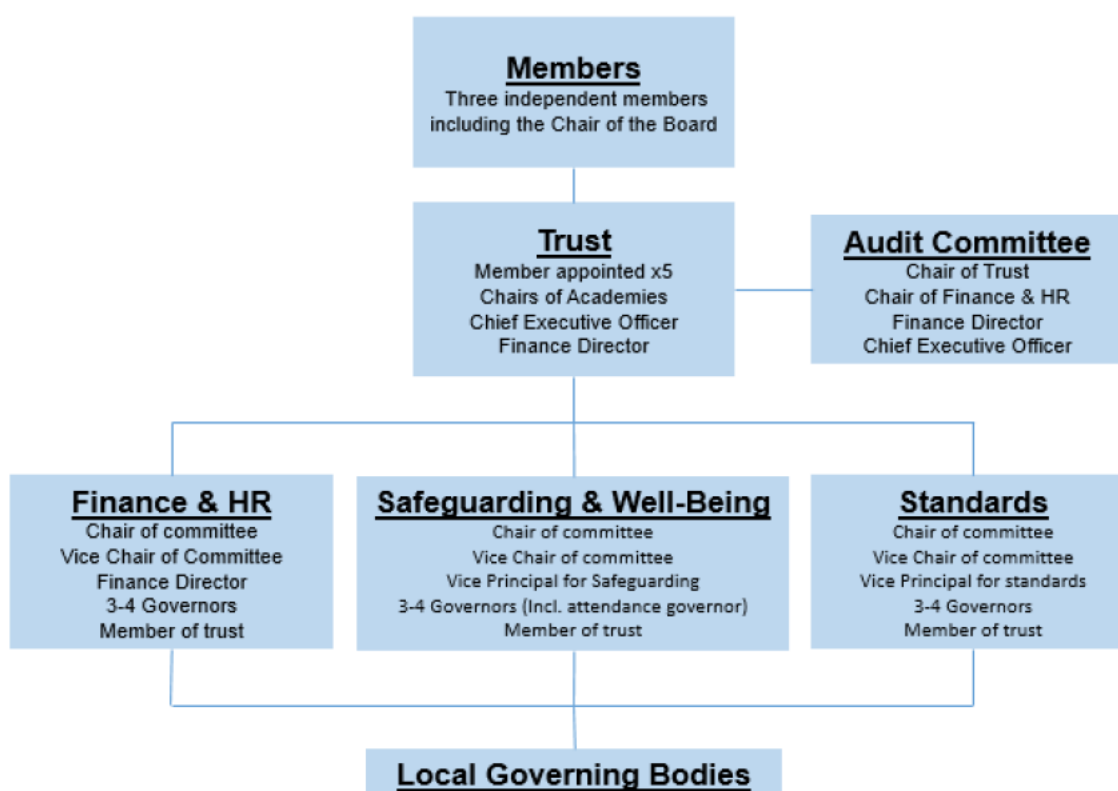 Members
Three independent members
including the Chair of the Board
Trust
Member appointed x5
Chairs of Academies
Chief Executive Officer
Finance Director
Audit Committee
Chair of Trust
Chair of Finance & HR
Finance Director
Chief Executive Officer
Finance & HR
Chair of committee
Vice Chair of Committee
Finance Director
3-4 Governors
Member of trust
Safeguarding & Well-Being
Chair of committee
Vice Chair of committee
Vice Principal for Safeguarding
3-4 Governors (Incl. attendance governor)
Member of trust
Standards
Chair of committee
Vice Chair of committee
Vice Principal for standards
3-4 Governors
Member of trust
Local Governing Bodies